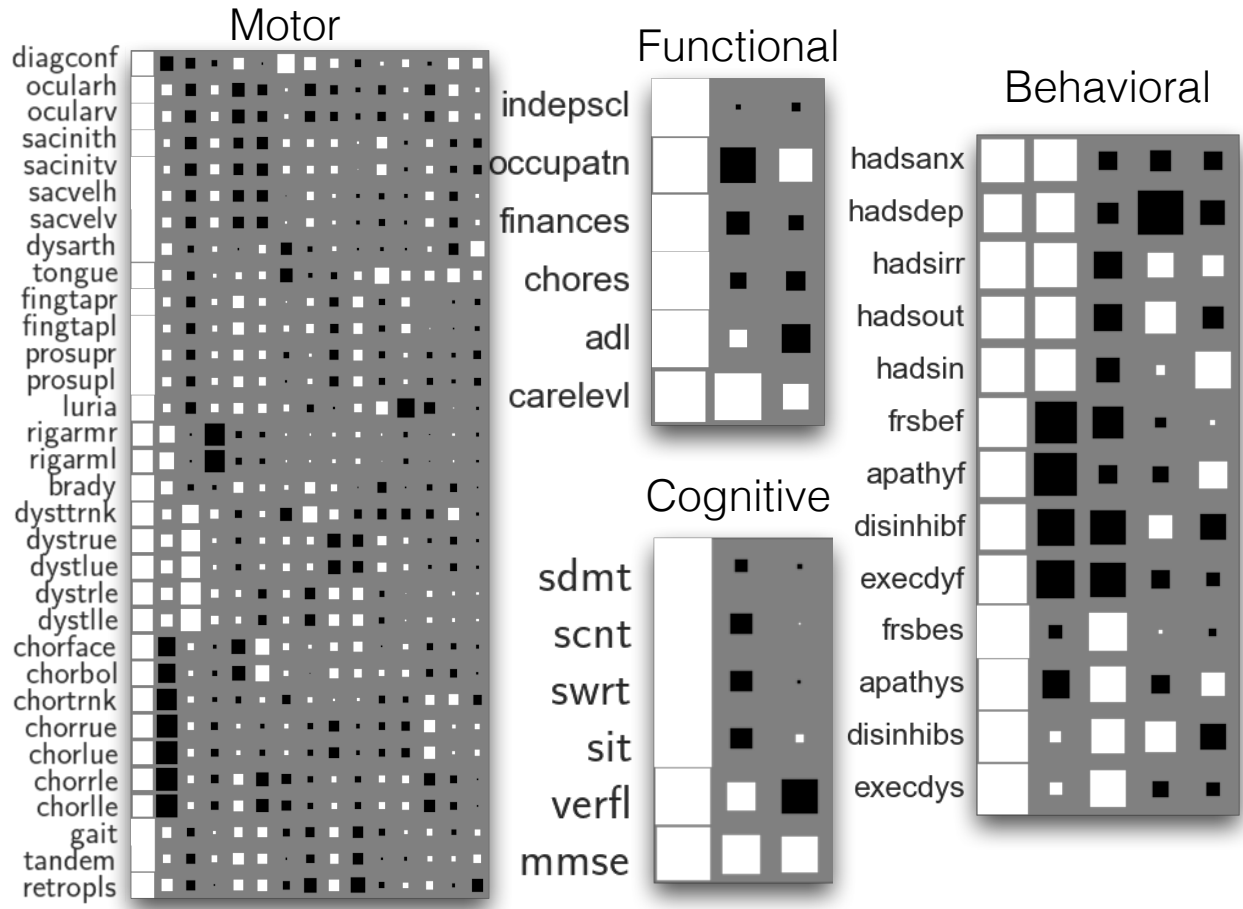 Motor
diagconf
ocularh
ocularv
sacinith
sacinitv
sacvelh
sacvelv
dysarth
tongue
fingtapr
fingtapl
prosupr
prosupl
luria
rigarmr
rigarml
brady
dysttrnk
dystrue
dystlue
dystrle
dystlle
chorface
chorbol
chortrnk
chorrue
chorlue
chorrle
chorlle
gait
tandem
retropls
Functional
indepscl
occupatn
finances
chores
adl
carelevl
Cognitive
sdmt
scnt
swrt
sit
verfl
mmse
Behavioral
hadsanx
hadsdep
hadsirr
hadsout
hadsin
frsbef
apathyf
disinhibf
execdyf
frsbes
apathys
disinhibs
execdys